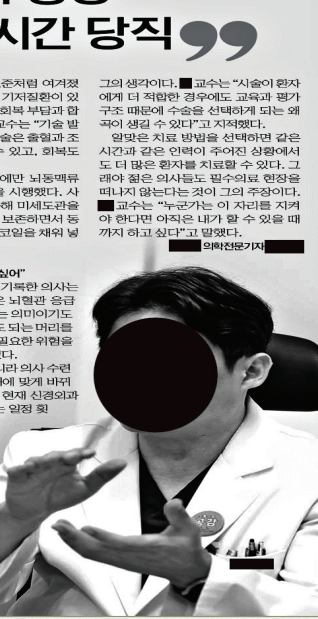 시간 당직”
준처럼 여겨졌
기저질환이 있
회복 부담과 합
교수는 “기술 발
술은 출혈과 조
수 있고, 회복도
에만 뇌동맥류
을 시행했다. 사
해 미세도관을
보존하면서 동
코일을 채워 넣
싶어”
기록한 의사는
은 뇌혈관 응급
는 의미이기도
도 되는 머리를
필요한 위험을
다.
니라 의사 수련
에 맞게 바뀌
현재 신경외과
는 일정 횟
그의 생각이다. 교수는 “시술이 환자
에게 더 적합한 경우에도 교육과 평가
구조 때문에 수술을 선택하게 되는 왜
곡이 생길 수 있다”고 지적했다.
알맞은 치료 방법을 선택하면 같은
시간과 같은 인력이 주어진 상황에서
도 더 많은 환자를 치료할 수 있다. 그
래야 젊은 의사들도 필수의료 현장을
떠나지 않는다는 것이 그의 주장이다.
교수는 “누군가는 이 자리를 지켜
야 한다면 아직은 내가 할 수 있을 때
까지 하고 싶다”고 말했다.
의학전문기자
공감